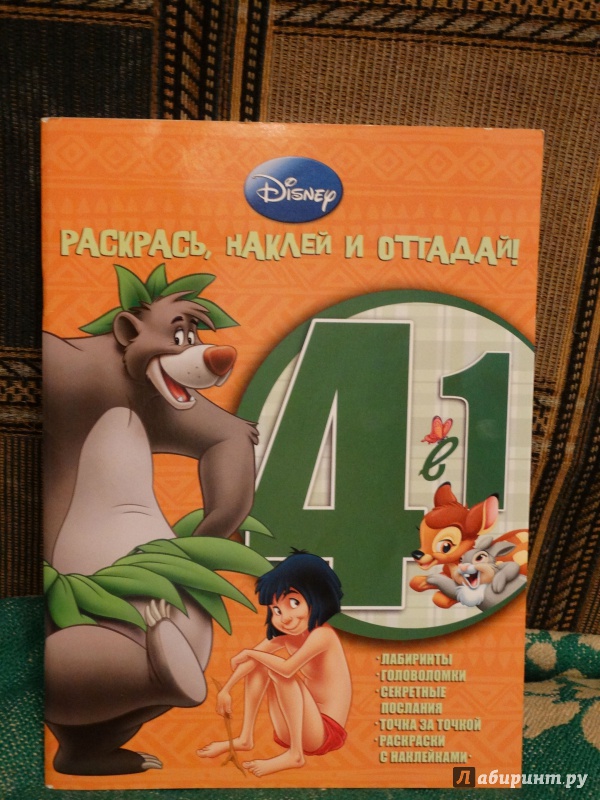 Disney
РАСКРАСЬ, НАКЛЕЙ И ОТГАДАЙ!
4 в 1
·ЛАБИРИНТЫ
·ГОЛОВОЛОМКИ
·СЕКРЕТНЫЕ
ПОСЛАНИЯ
·ТОЧКА ЗА ТОЧКОЙ
·РАСКРАСКИ
С НАКЛЕЙКАМИ·
Лабиринт.ру